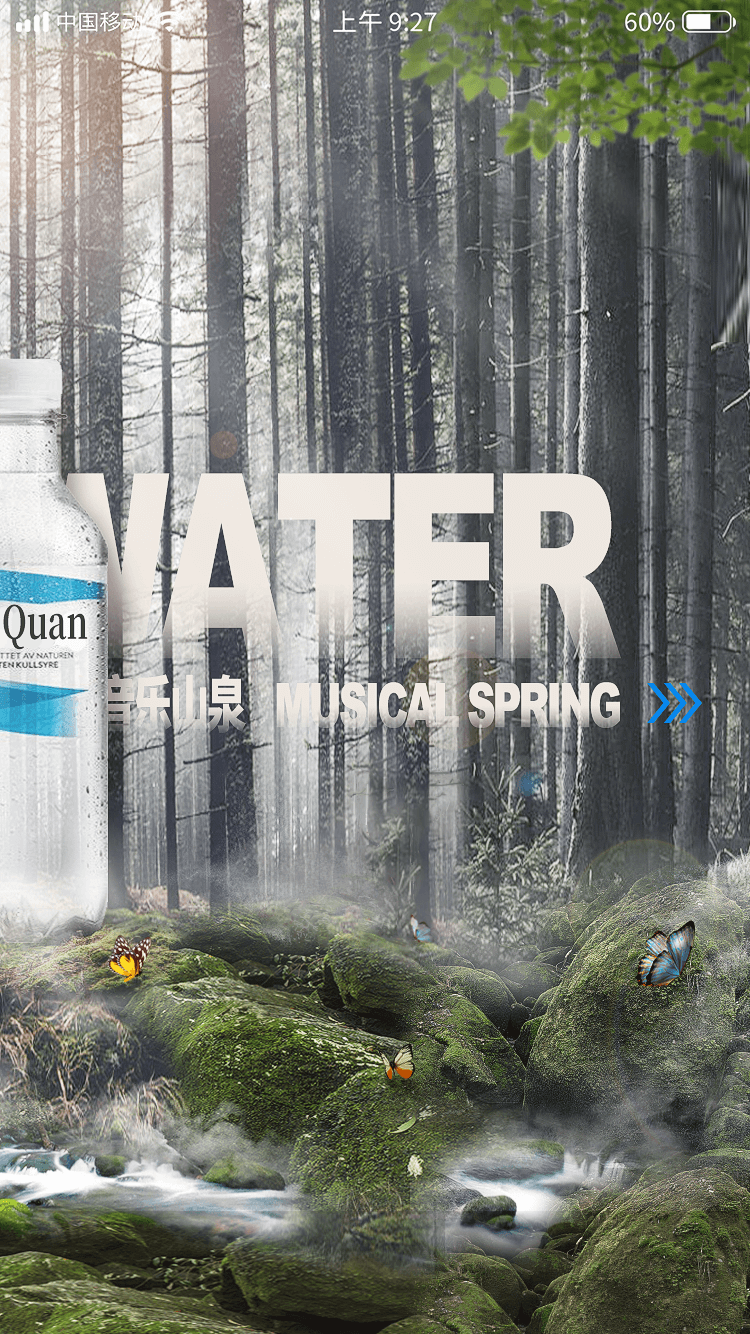 中国移动 上午 9:27 60%
WATER
Quan
TTET AV NATUREN
TEN KULLSYRE
音乐山泉 MUSICAL SPRING